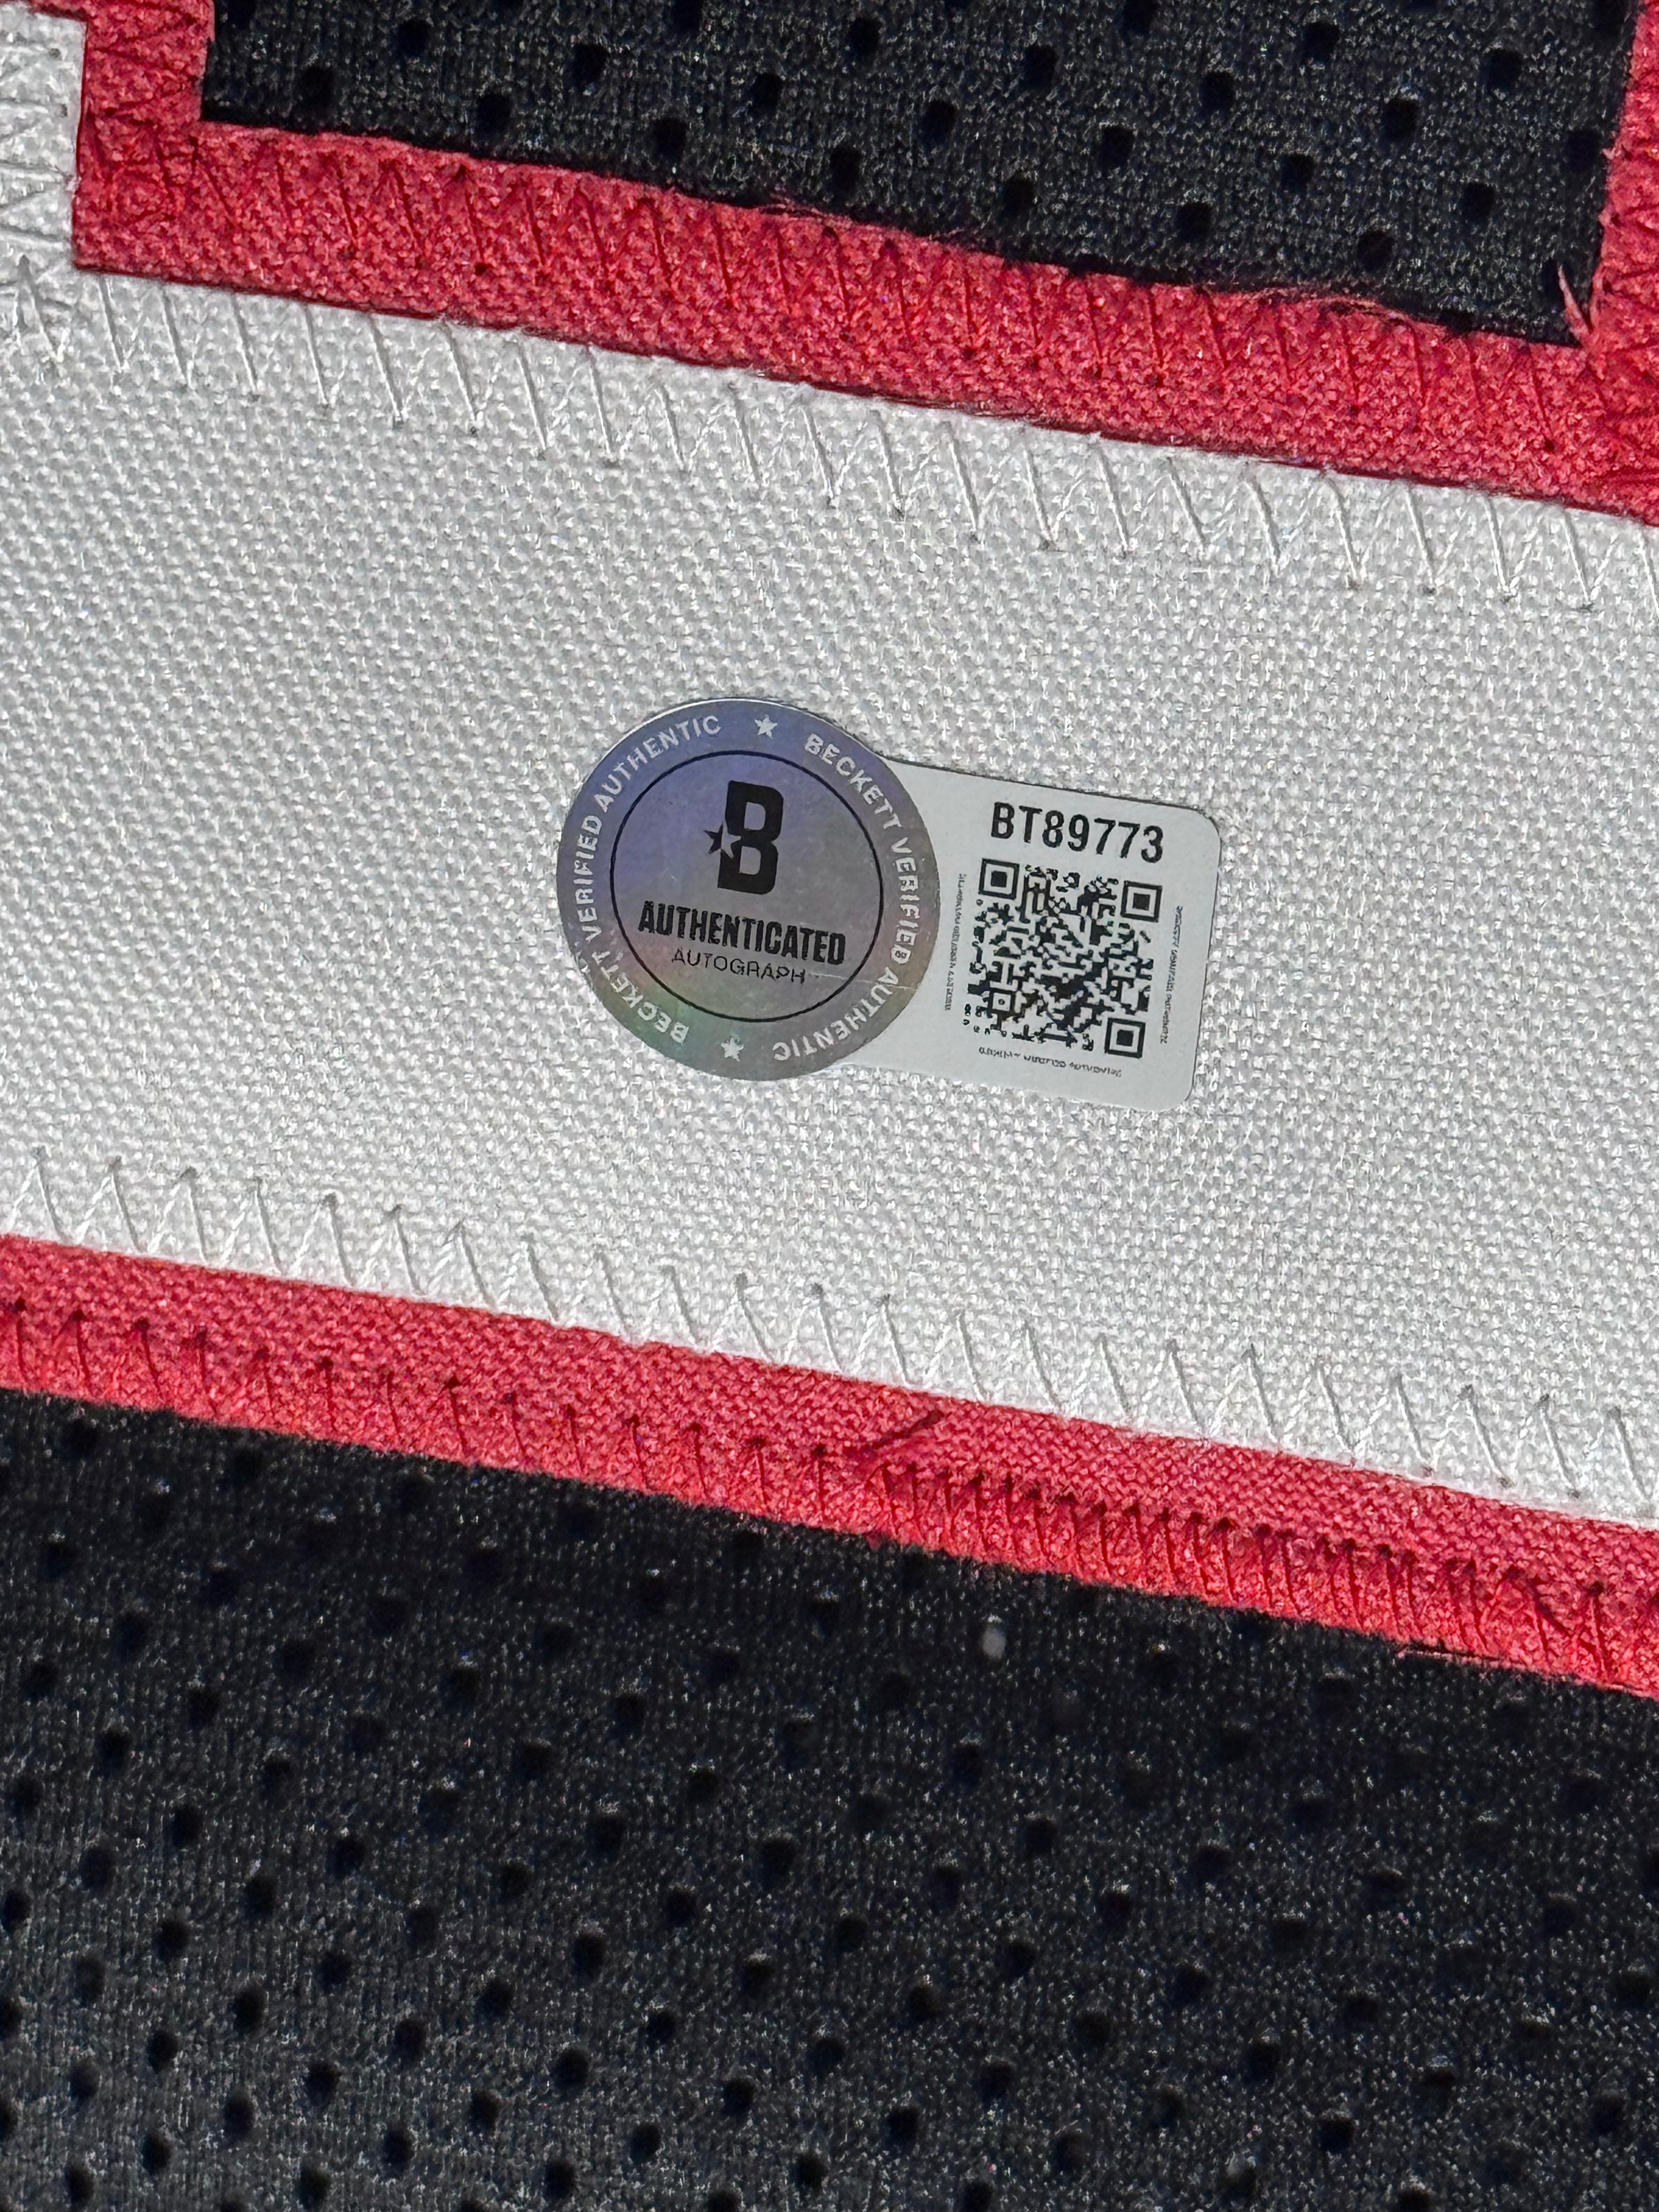 BECKETT VERIFIED AUTHENTIC ★ BECKETT VERIFIED AUTHENTIC ★
B
AUTHENTICATED
AUTOGRAPH
BT89773